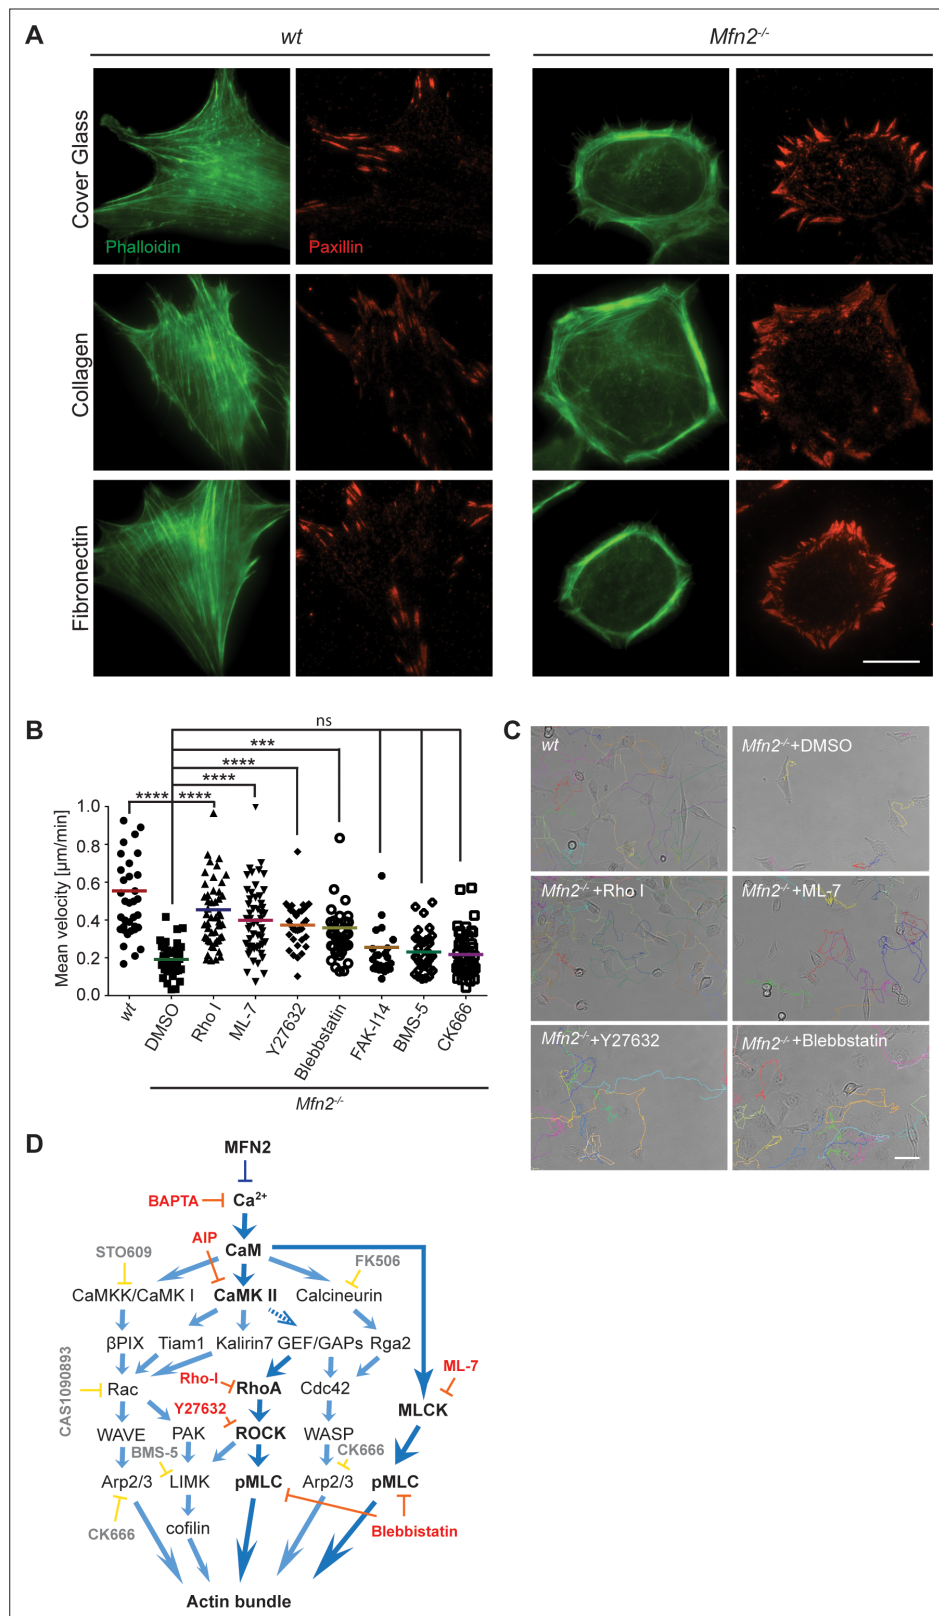 A
wt
Mfn2-/-
Cover Glass
Phalloidin
Paxillin
Collagen
Fibronectin
B
ns
***
****
****
**** ****
Mean velocity [µm/min]
1.0
0.8
0.6
0.4
0.2
0.0
wt
DMSO
Rho I
ML-7
Y27632
Blebbstatin
FAK-I14
BMS-5
CK666
Mfn2-/-
C
wt
Mfn2-/-+DMSO
Mfn2-/-+Rho I
Mfn2-/-+ML-7
Mfn2-/-+Y27632
Mfn2-/-+Blebbstatin
D
MFN2
BAPTA
Ca2+
AIP
STO609
CaM
FK506
CaMKK/CaMK I
CaMK II
Calcineurin
βPIX
Tiam1
Kalirin7
GEF/GAPs
Rga2
CAS1090893
Rac
Rho-I
RhoA
Cdc42
ML-7
MLCK
Y27632
WAVE
PAK
ROCK
WASP
BMS-5
CK666
Arp2/3
LIMK
pMLC
Arp2/3
pMLC
CK666
cofilin
Blebbistatin
Actin bundle